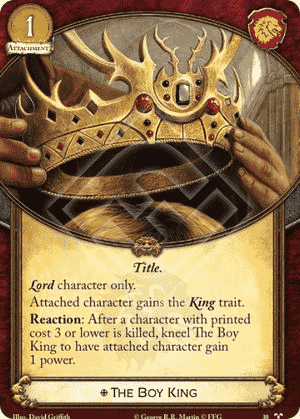 1
ATTACHMENT
Title.
Lord character only.
Attached character gains the King trait.
Reaction: After a character with printed
cost 3 or lower is killed, kneel The Boy
King to have attached character gain
1 power.
THE BOY KING
Illus. David Griffith © George R.R. Martin © FFG